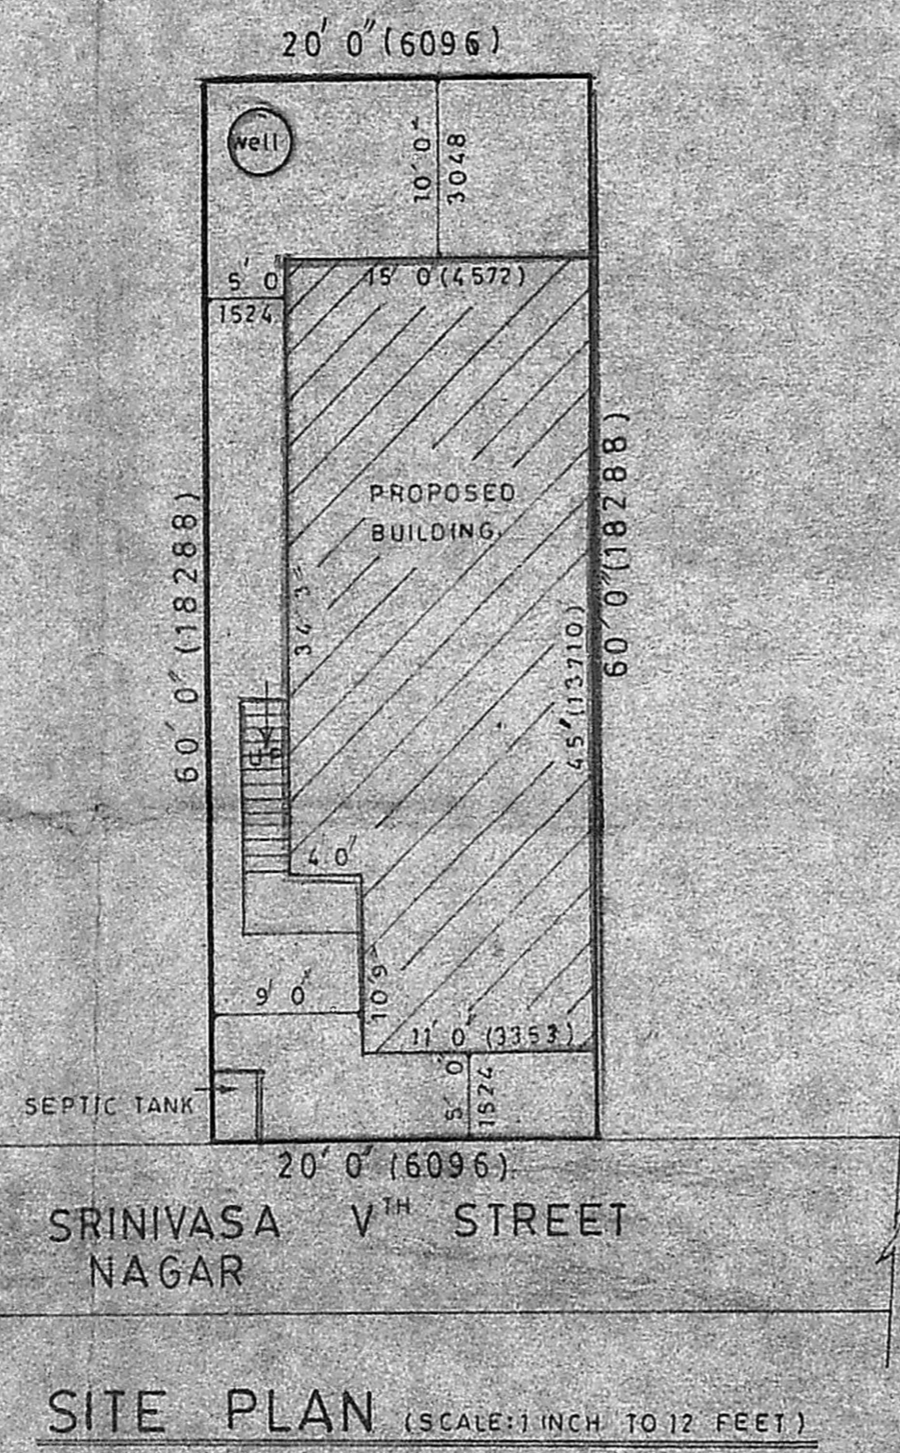 20' 0" (6096)
well
10' 0"
3048
5' 0
1524
15' 0 (4572)
PROPOSED
BUILDING.
60' 0" (18288)
60' 0" (18288)
34' 3"
45' (13710)
4 0"
9' 0"
10' 9"
11' 0" (3353)
5' 0"
1524
SEPTIC TANK
20' 0" (6096)
SRINIVASA VTH STREET
NAGAR
SITE PLAN (SCALE: 1 INCH TO 12 FEET)